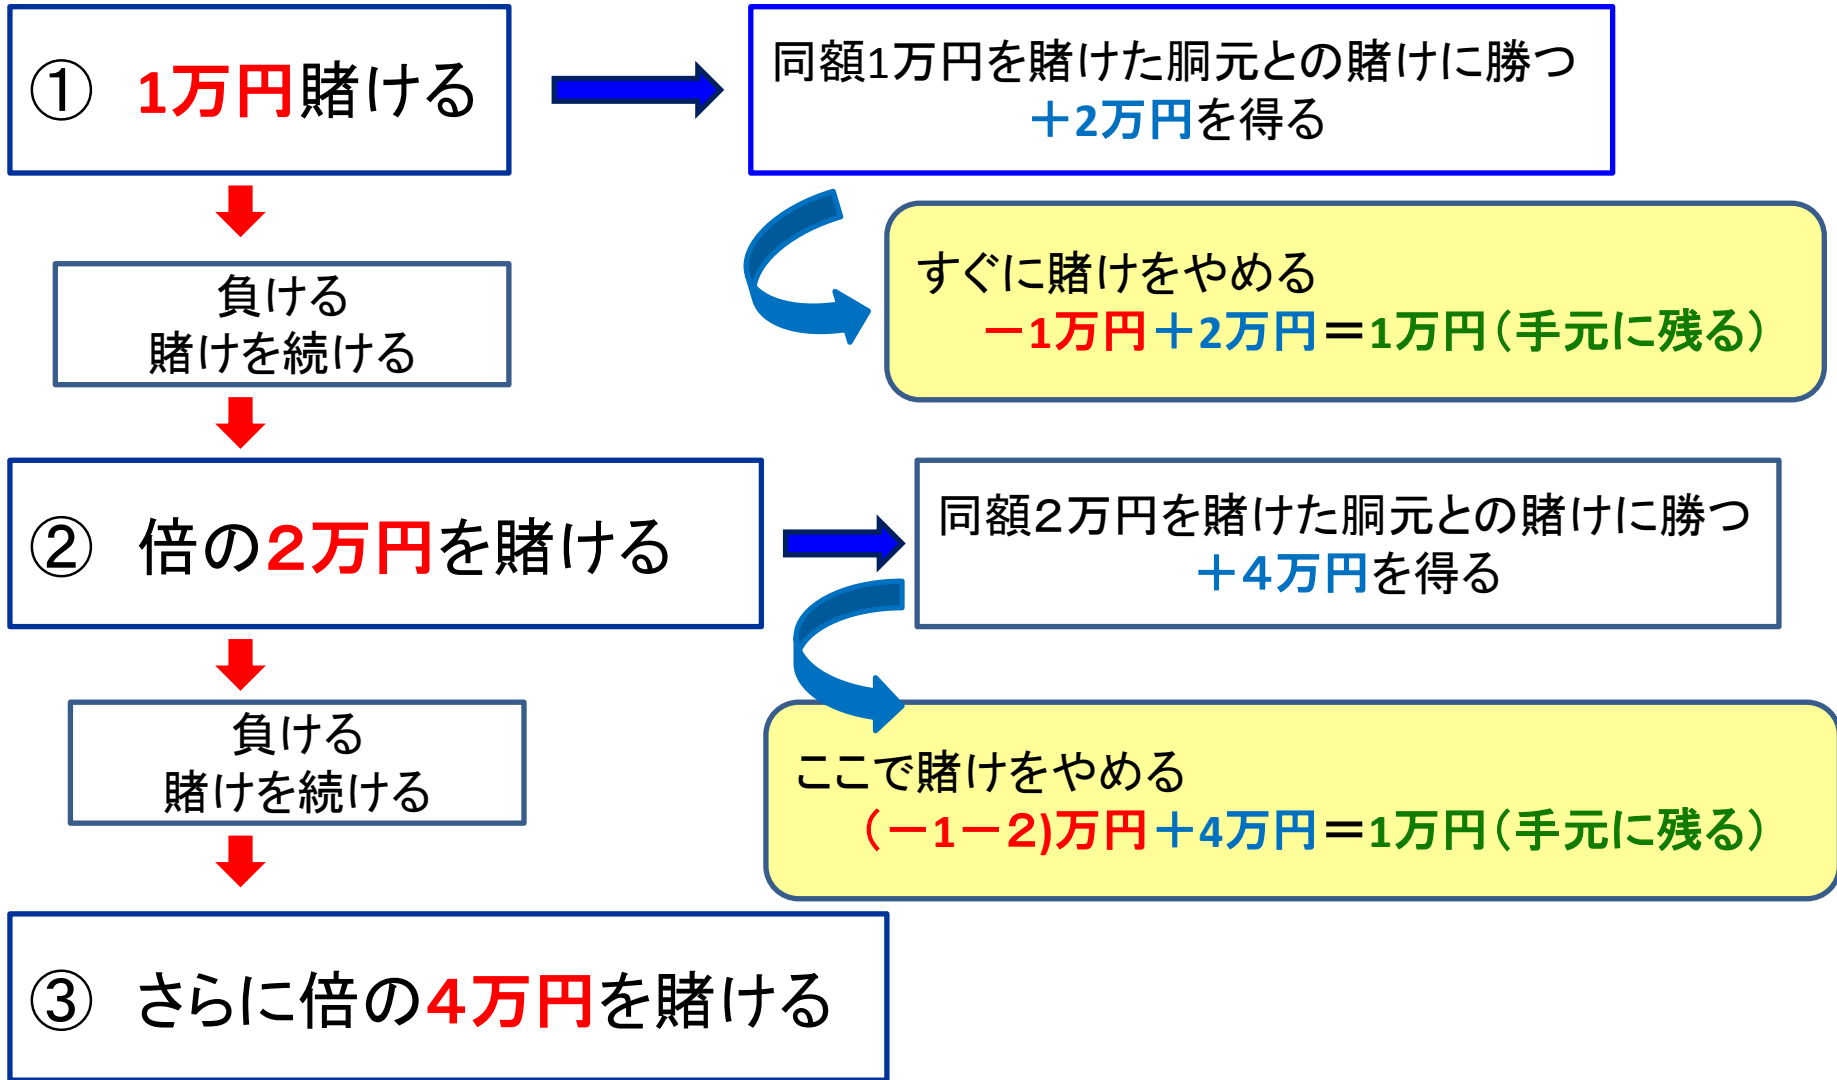 ① 1万円賭ける
同額1万円を賭けた胴元との賭けに勝つ
＋2万円を得る
すぐに賭けをやめる
－1万円＋2万円＝1万円（手元に残る）
負ける
賭けを続ける
② 倍の２万円を賭ける
同額２万円を賭けた胴元との賭けに勝つ
＋４万円を得る
ここで賭けをやめる
（－1－２)万円＋4万円＝1万円（手元に残る）
負ける
賭けを続ける
③ さらに倍の４万円を賭ける